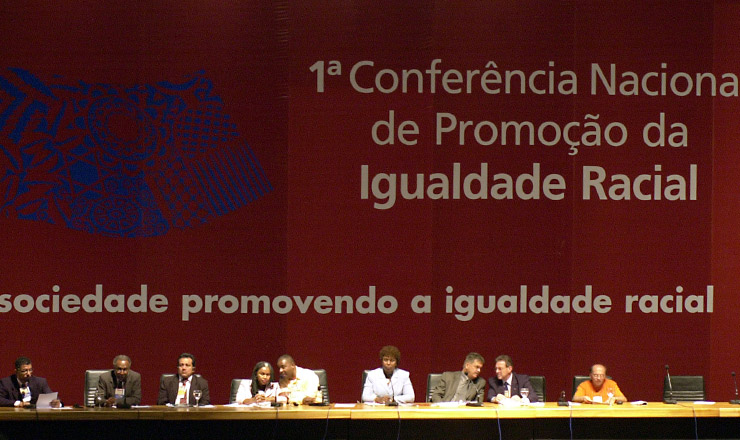 1ª Conferência Naciona
de Promoção da
Igualdade Racial
sociedade promovendo a igualdade racial